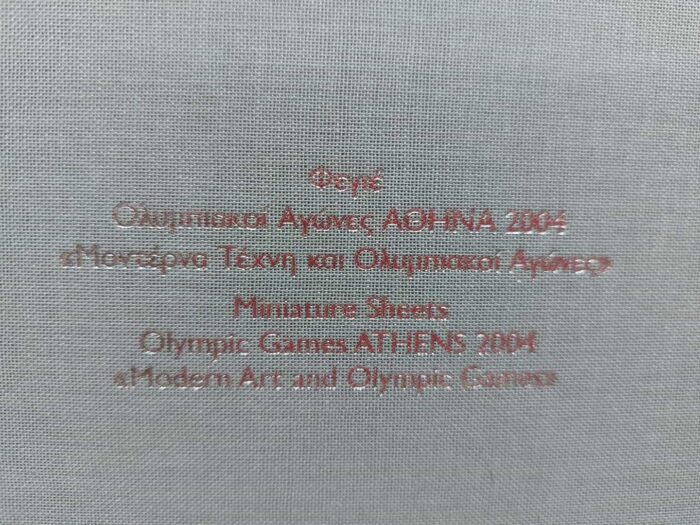 Φεγιέ
Ολυμπιακοί Αγώνες ΑΘΗΝΑ 2004
«Μοντέρνα Τέχνη και Ολυμπιακοί Αγώνες»
Miniature Sheets
Olympic Games ATHENS 2004
«Modern Art and Olympic Games»